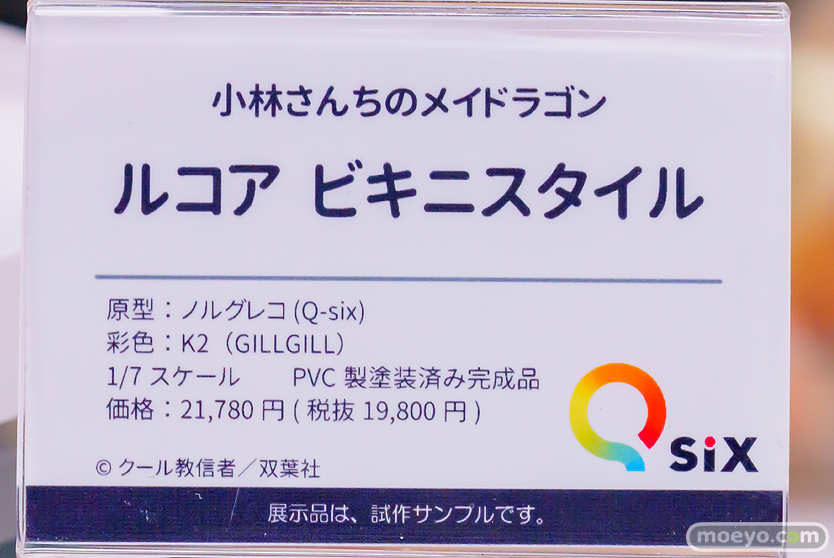 小林さんちのメイドラゴン
ルコア ビキニスタイル
原型：ノルグレコ(Q-six)
彩色：K2（GILLGILL）
1/7 スケール　　PVC 製塗装済み完成品
価格：21,780 円 ( 税抜 19,800 円 )
© クール教信者／双葉社
Q six
展示品は、試作サンプルです。
moeyo.com